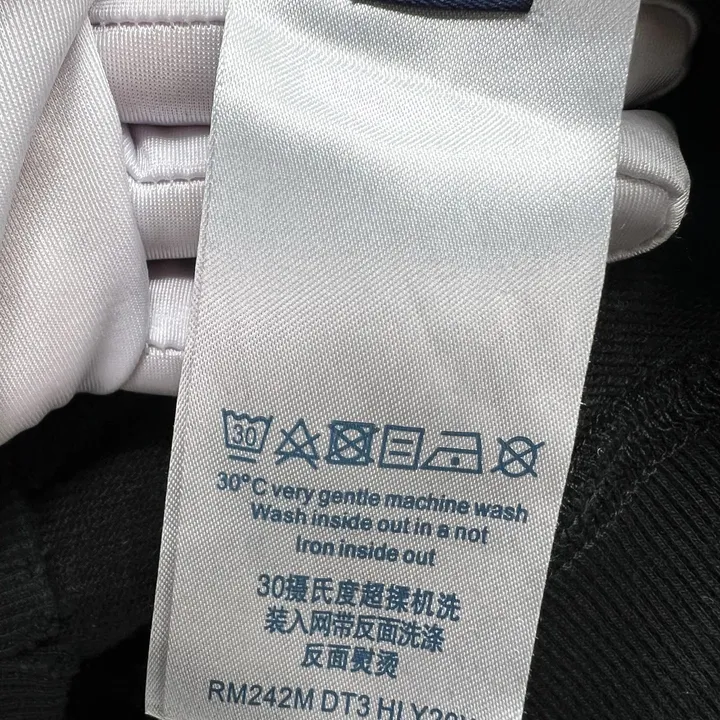 30
30°C very gentle machine wash
Wash inside out in a not
Iron inside out
30摄氏度超揉机洗
装入网带反面洗涤
反面熨烫
RM242M DT3